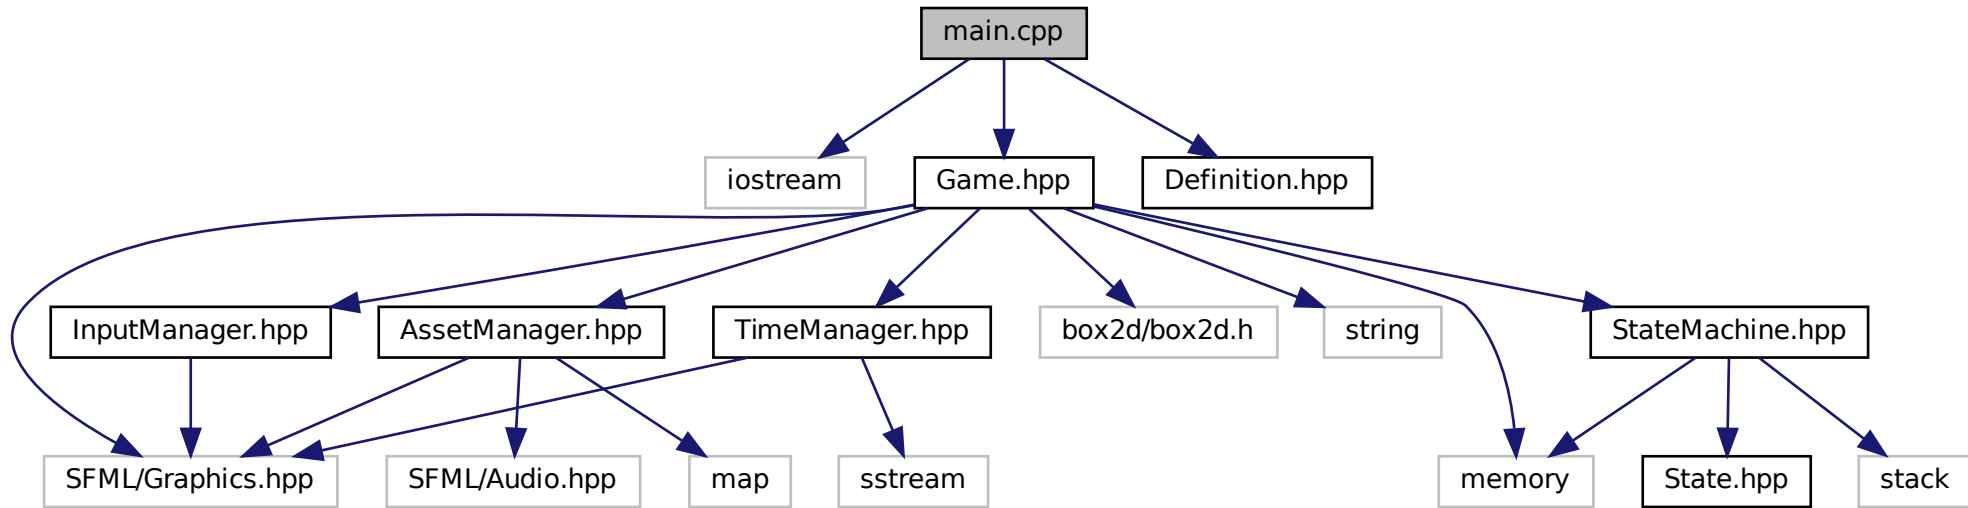 main.cpp
iostream
Game.hpp
Definition.hpp
InputManager.hpp
AssetManager.hpp
TimeManager.hpp
box2d/box2d.h
string
StateMachine.hpp
SFML/Graphics.hpp
SFML/Audio.hpp
map
sstream
memory
State.hpp
stack